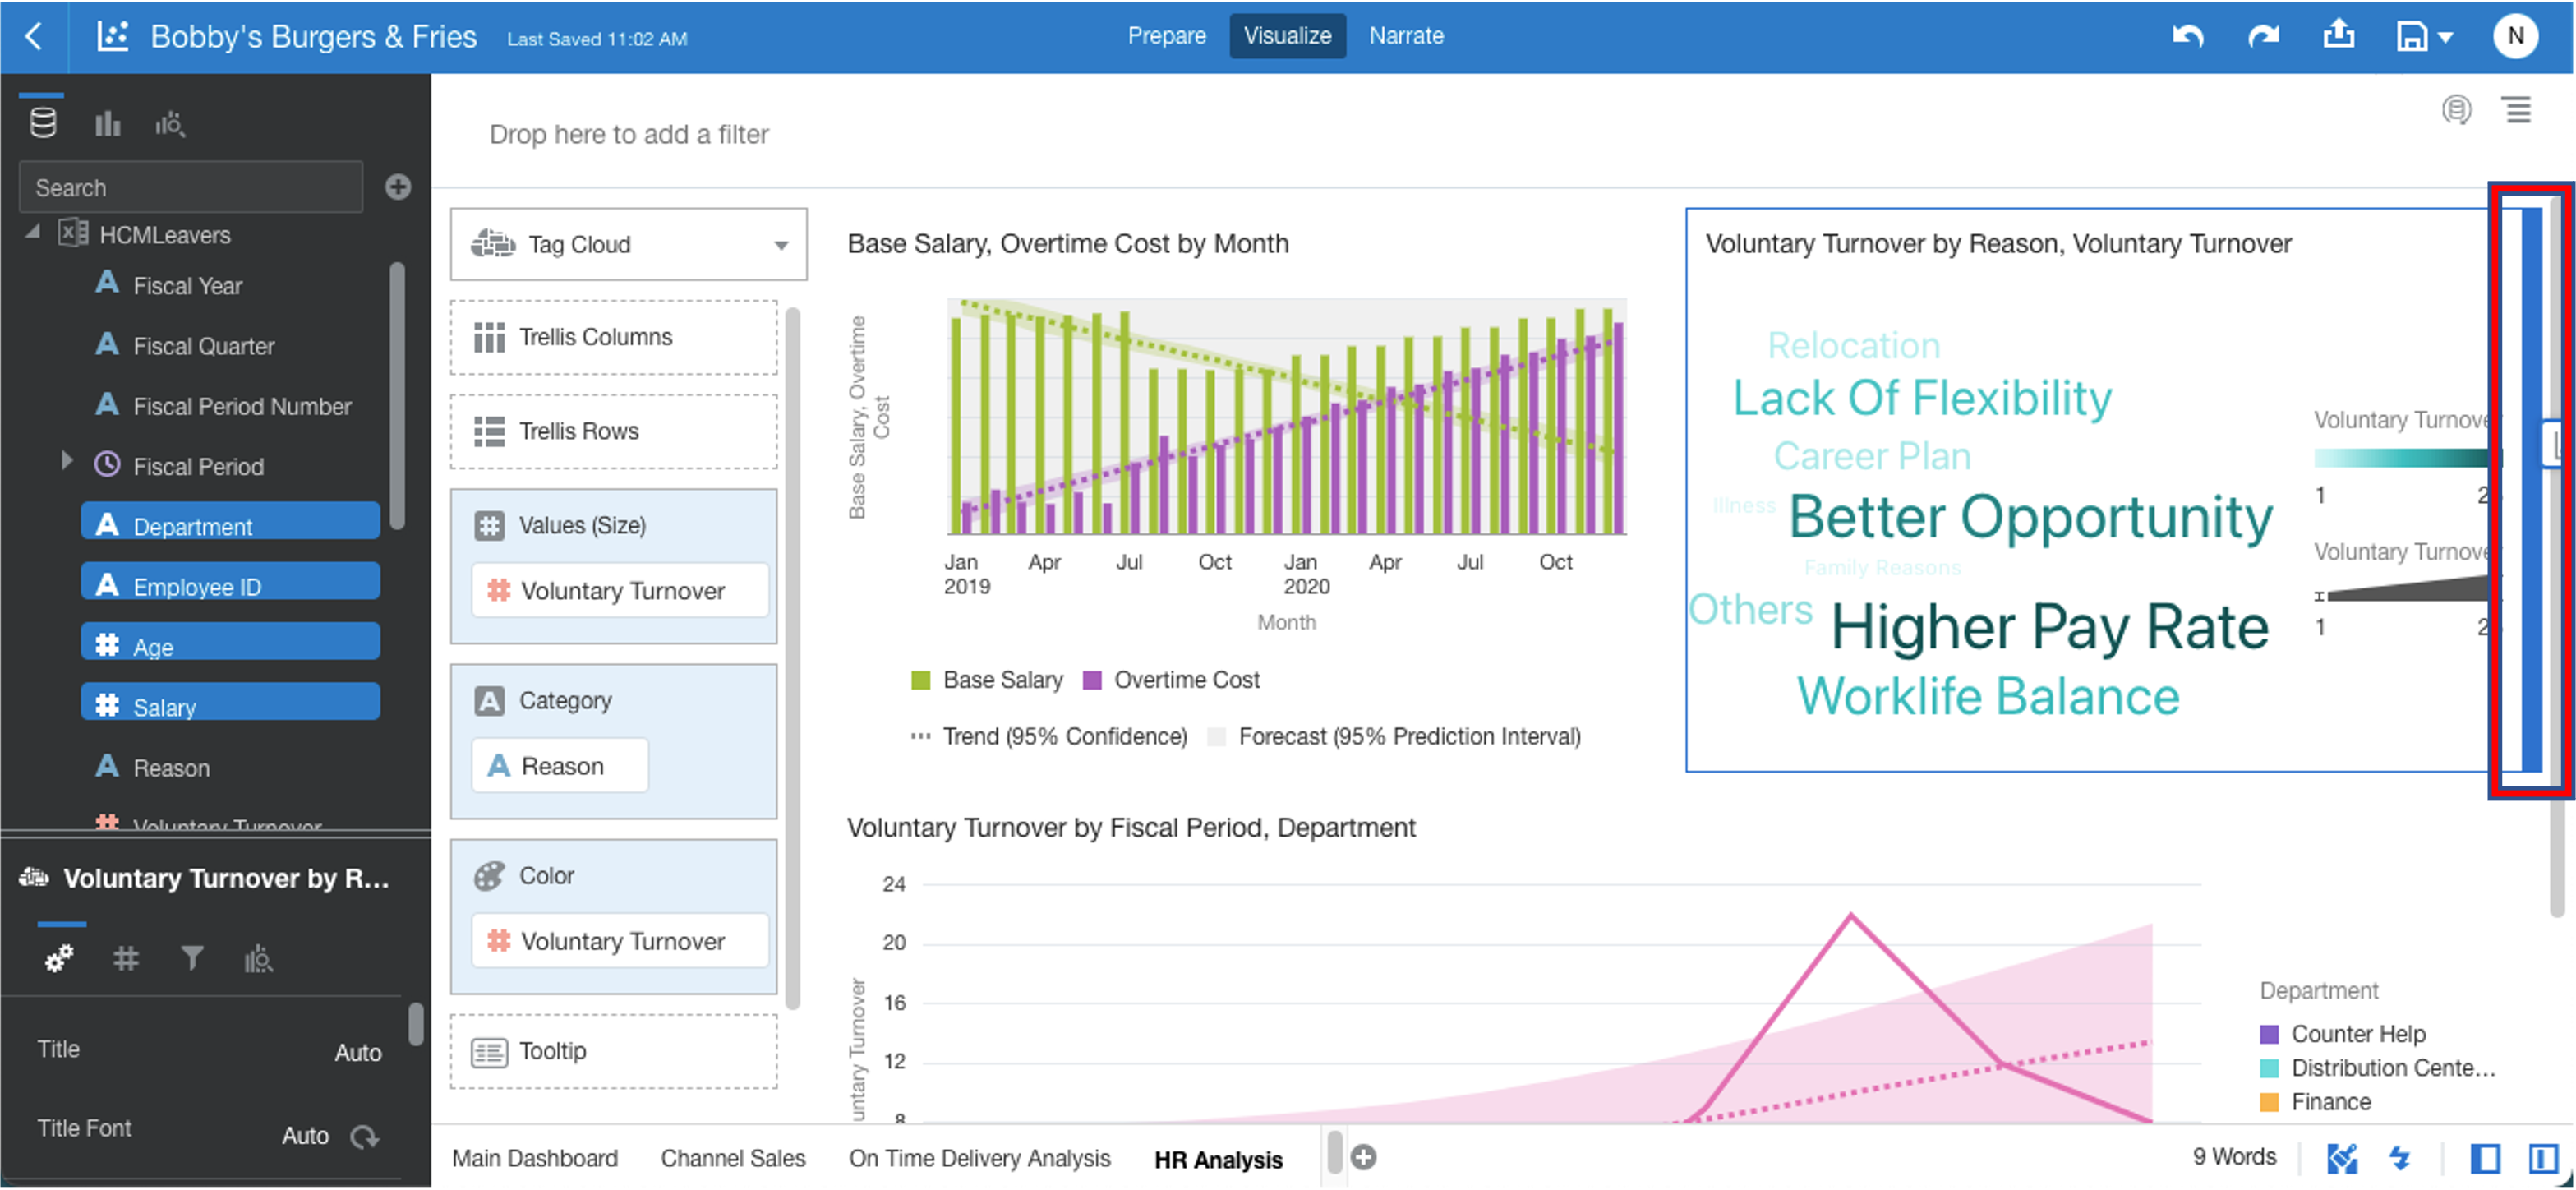 Bobby's Burgers & Fries
Last Saved 11:02 AM
Prepare
Visualize
Narrate
N
Search
HCMLeavers
Fiscal Year
Fiscal Quarter
Fiscal Period Number
Fiscal Period
Department
Employee ID
Age
Salary
Reason
Voluntary Turnover
Voluntary Turnover by R...
Title
Auto
Title Font
Auto
Drop here to add a filter
Tag Cloud
Trellis Columns
Trellis Rows
Values (Size)
Voluntary Turnover
Category
Reason
Color
Voluntary Turnover
Tooltip
Base Salary, Overtime Cost by Month
Base Salary, Overtime
Cost
Jan
2019
Apr
Jul
Oct
Jan
2020
Apr
Jul
Oct
Month
Base Salary
Overtime Cost
Trend (95% Confidence)
Forecast (95% Prediction Interval)
Voluntary Turnover by Reason, Voluntary Turnover
Relocation
Lack Of Flexibility
Career Plan
Illness
Better Opportunity
Family Reasons
Others
Higher Pay Rate
Worklife Balance
Voluntary Turnove
1
2
Voluntary Turnove
1
2
Voluntary Turnover by Fiscal Period, Department
24
20
16
12
8
untary Turnover
Department
Counter Help
Distribution Cente...
Finance
Main Dashboard
Channel Sales
On Time Delivery Analysis
HR Analysis
9 Words